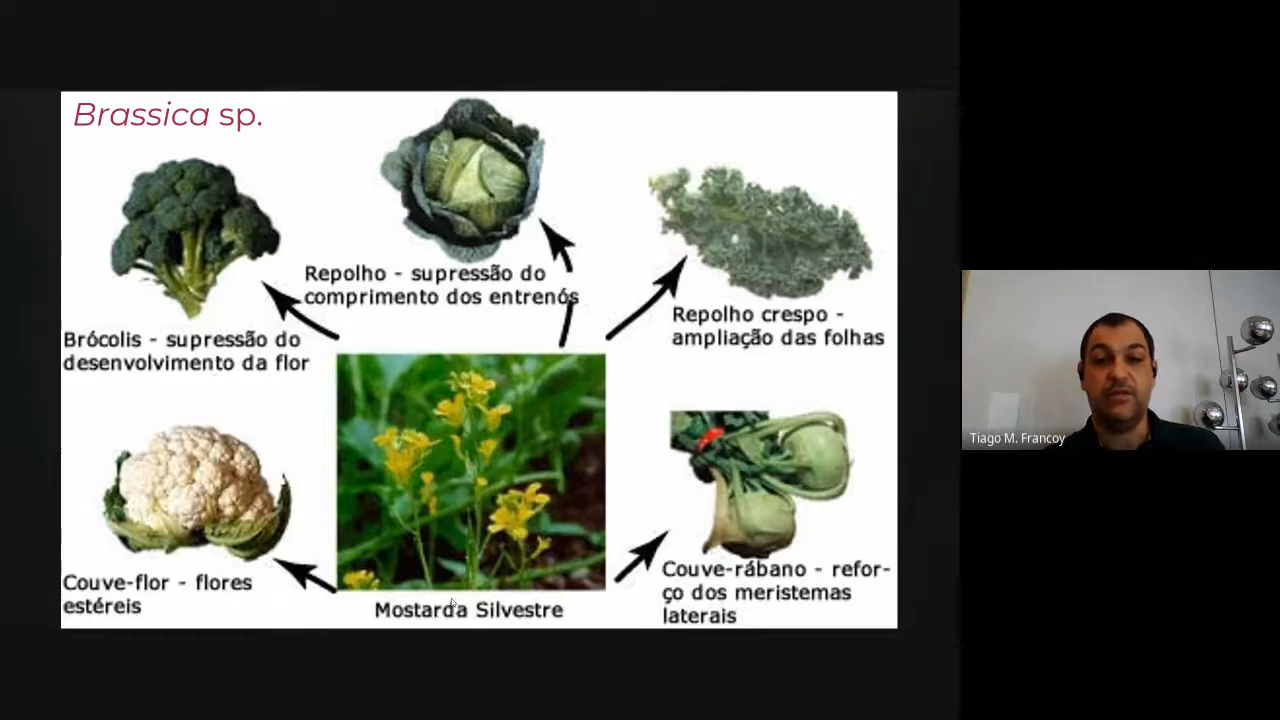 Brassica sp.
Repolho - supressão do
comprimento dos entrenós
Repolho crespo -
ampliação das folhas
Brócolis - supressão do
desenvolvimento da flor
Couve-flor - flores
estéreis
Mostarda Silvestre
Couve-rábano - refor-
ço dos meristemas
laterais
Tiago M. Francoy